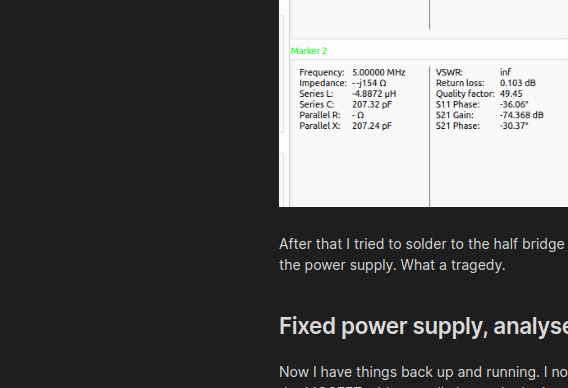 Marker 2
Frequency: 5.00000 MHz VSWR: inf
Impedance: - -j154 Ω Return loss: 0.103 dB
Series L: -4.8872 μH Quality factor: 49.45
Series C: 207.32 pF S11 Phase: -36.06°
Parallel R: - Ω S21 Gain: -74.368 dB
Parallel X: 207.24 pF S21 Phase: -30.37°
After that I tried to solder to the half bridge
the power supply. What a tragedy.
Fixed power supply, analyse
Now I have things back up and running. I no